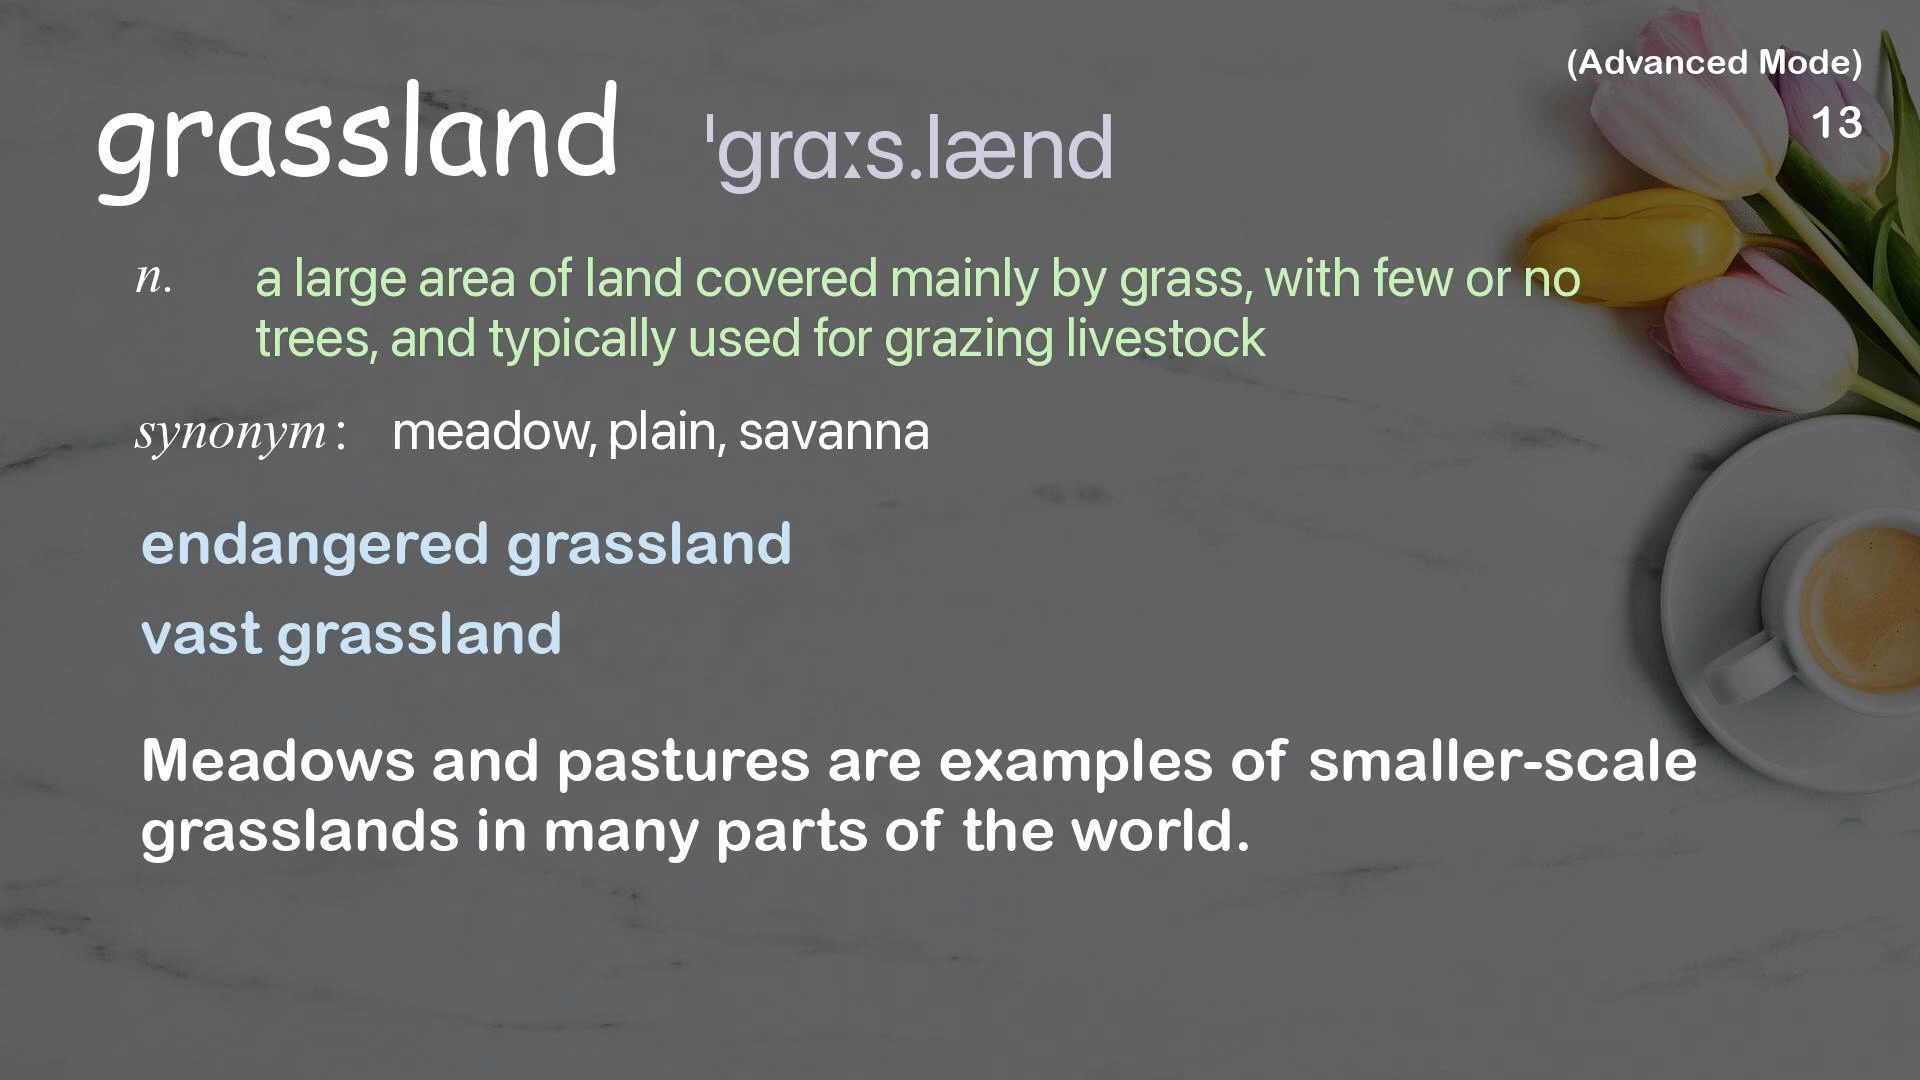 (Advanced Mode)
13
grassland ˈɡrɑːs.lænd
n. a large area of land covered mainly by grass, with few or no
trees, and typically used for grazing livestock
synonym: meadow, plain, savanna
endangered grassland
vast grassland
Meadows and pastures are examples of smaller-scale
grasslands in many parts of the world.